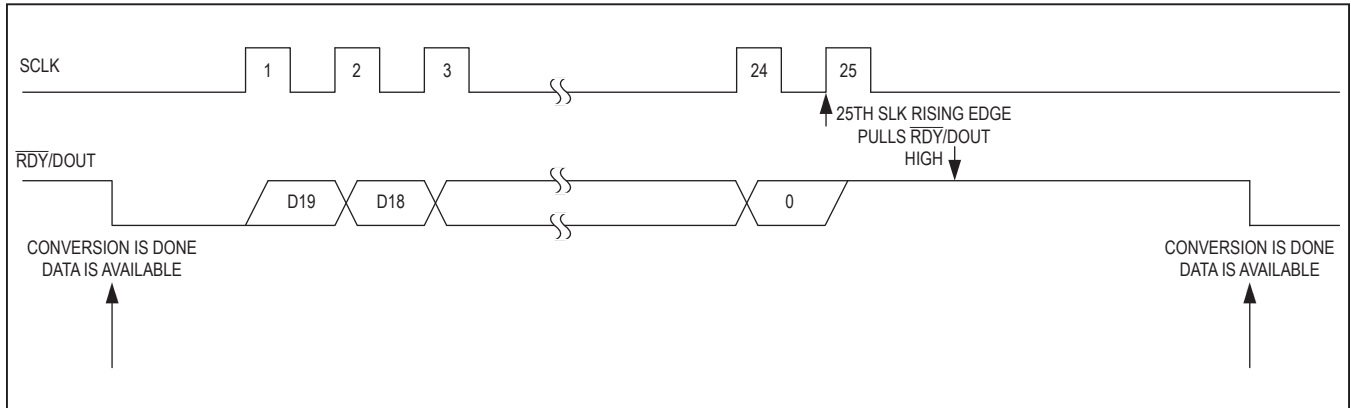 SCLK
1
2
3
24
25
25TH SLK RISING EDGE
PULLS RDY/DOUT
HIGH
RDY/DOUT
D19
D18
0
CONVERSION IS DONE
DATA IS AVAILABLE
CONVERSION IS DONE
DATA IS AVAILABLE